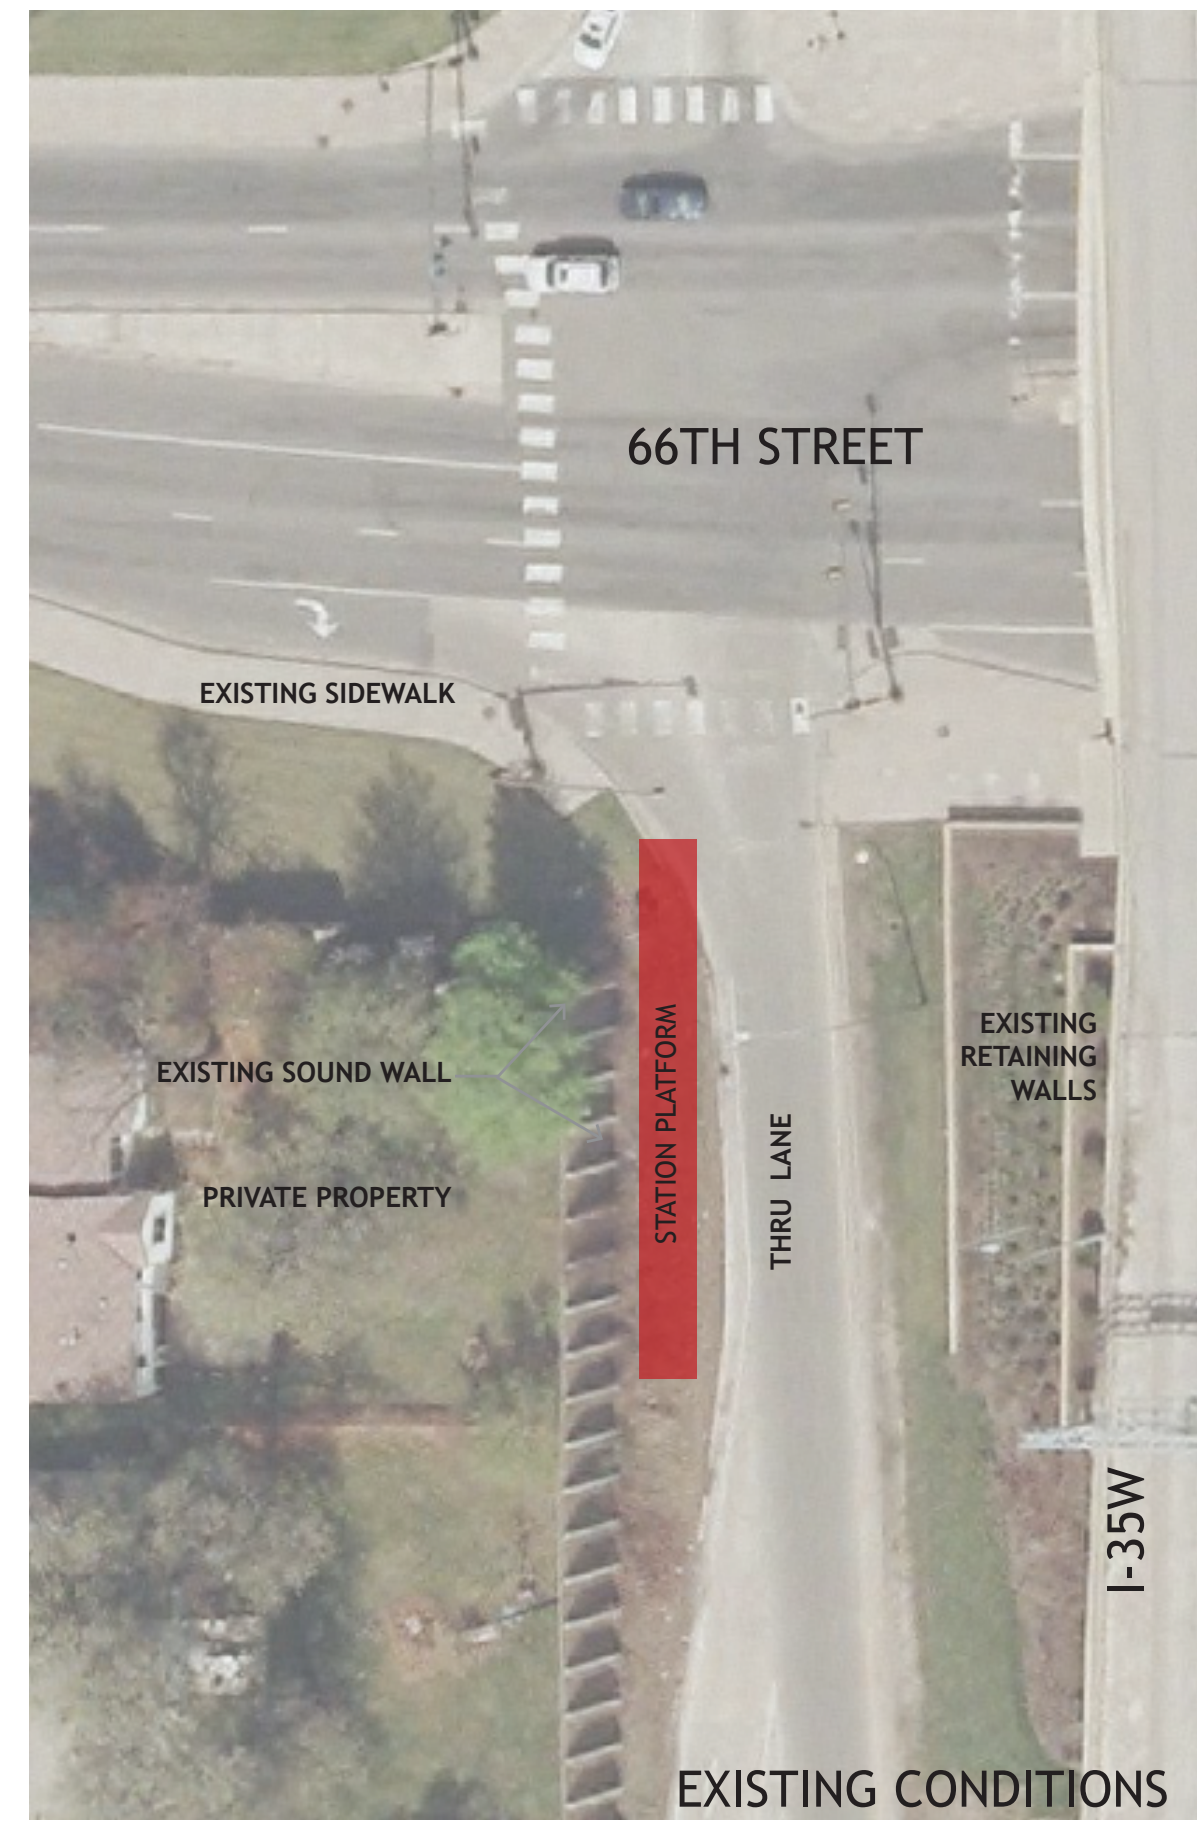 66TH STREET
EXISTING SIDEWALK
EXISTING
RETAINING
WALLS
EXISTING SOUND WALL
STATION PLATFORM
THRU LANE
PRIVATE PROPERTY
I-35W
EXISTING CONDITIONS